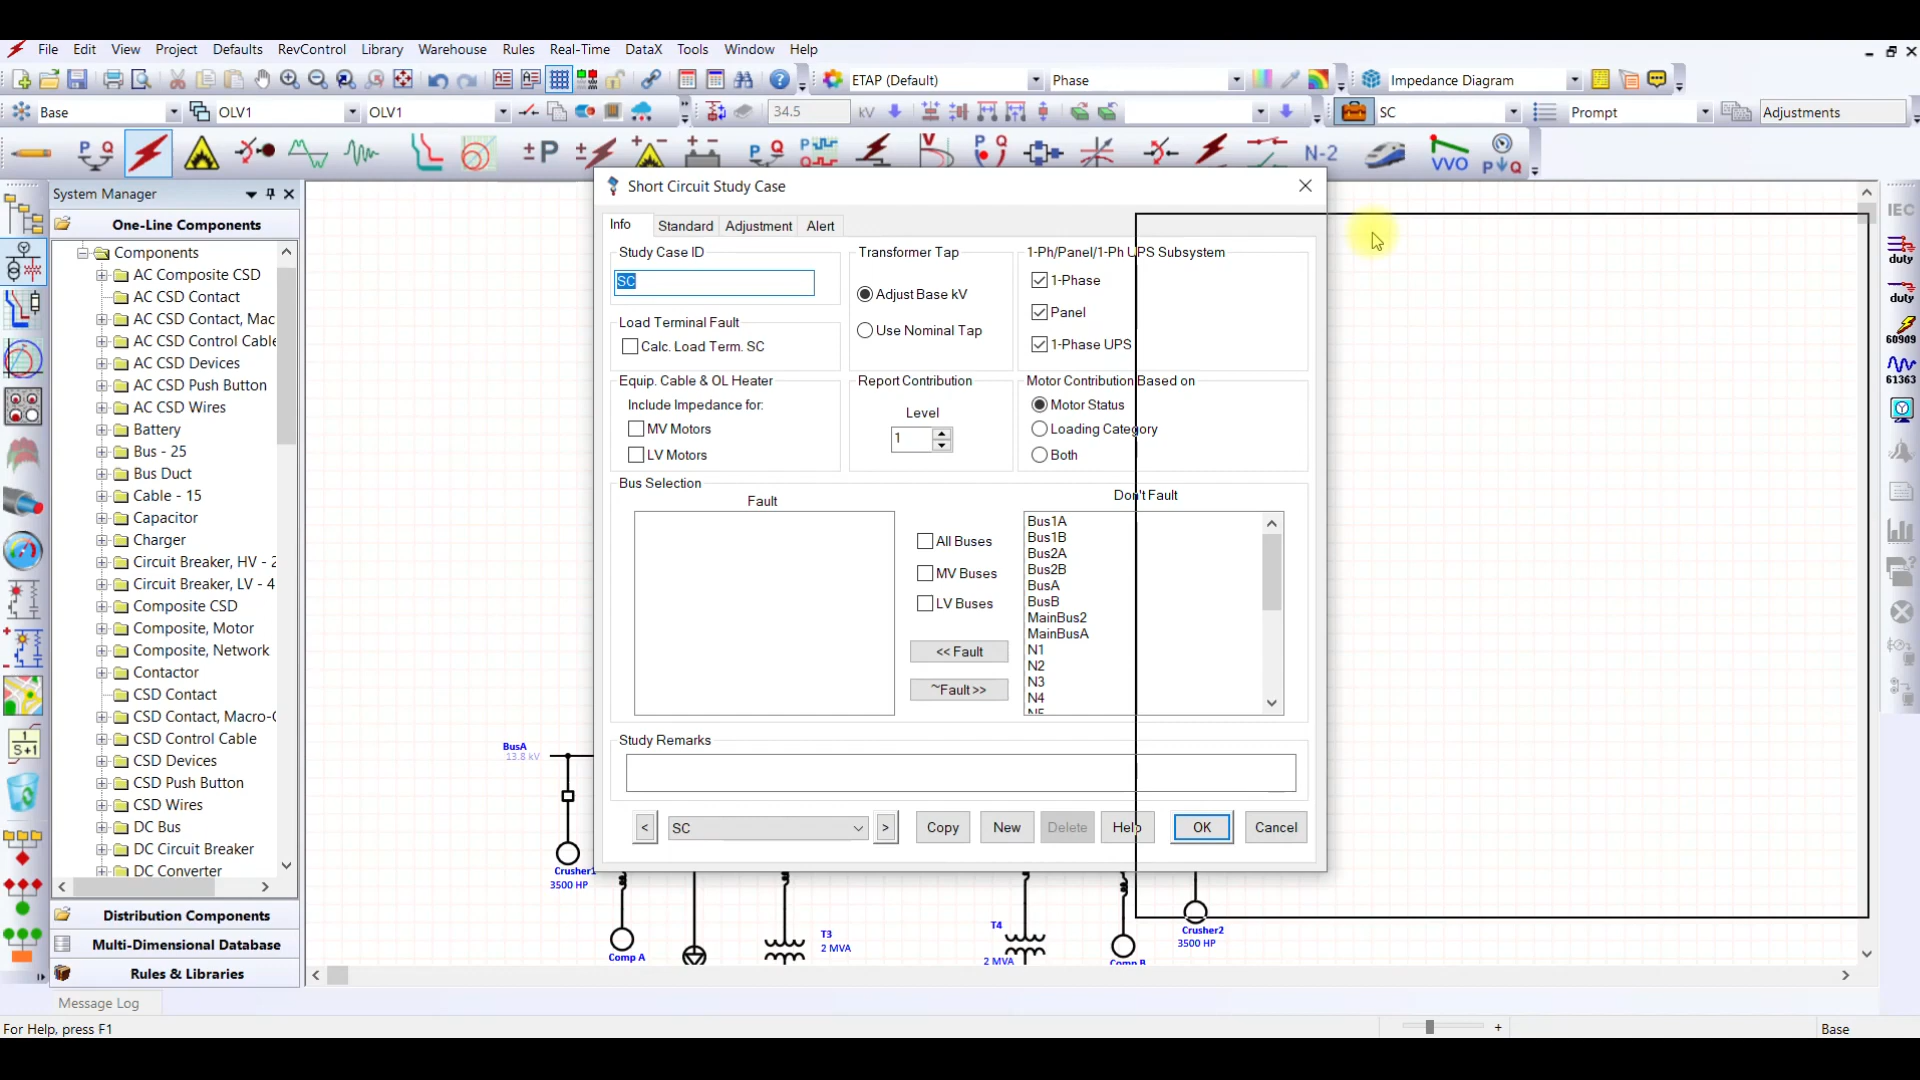 File Edit View Project Defaults RevControl Library Warehouse Rules Real-Time DataX Tools Window Help
ETAP (Default) Phase Impedance Diagram
Base OLV1 OLV1 34.5 kV SC Prompt Adjustments
P Q ± P P Q N-2 VVO P Q
System Manager
One-Line Components
Components
AC Composite CSD
AC CSD Contact
AC CSD Contact, Mac
AC CSD Control Cable
AC CSD Devices
AC CSD Push Button
AC CSD Wires
Battery
Bus - 25
Bus Duct
Cable - 15
Capacitor
Charger
Circuit Breaker, HV - 2
Circuit Breaker, LV - 4
Composite CSD
Composite, Motor
Composite, Network
Contactor
CSD Contact
CSD Contact, Macro-
CSD Control Cable
CSD Devices
CSD Push Button
CSD Wires
DC Bus
DC Circuit Breaker
DC Converter
Distribution Components
Multi-Dimensional Database
Rules & Libraries
Short Circuit Study Case
Info Standard Adjustment Alert
Study Case ID
SC
Load Terminal Fault
Calc. Load Term. SC
Equip. Cable & OL Heater
Include Impedance for:
MV Motors
LV Motors
Transformer Tap
Adjust Base kV
Use Nominal Tap
Report Contribution
Level
1
1-Ph/Panel/1-Ph UPS Subsystem
1-Phase
Panel
1-Phase UPS
Motor Contribution Based on
Motor Status
Loading Category
Both
Bus Selection
Fault
All Buses
MV Buses
LV Buses
<< Fault
~Fault >>
Don't Fault
Bus1A
Bus1B
Bus2A
Bus2B
BusA
BusB
MainBus2
MainBusA
N1
N2
N3
N4
N5
Study Remarks
< SC > Copy New Delete Help OK Cancel
BusA
13.8 kV
Crusher1
3500 HP
Comp A
T3
2 MVA
T4
2 MVA
Comp B
Crusher2
3500 HP
IEC
duty
duty
60909
61363
1
S+1
Message Log
For Help, press F1
+
Base